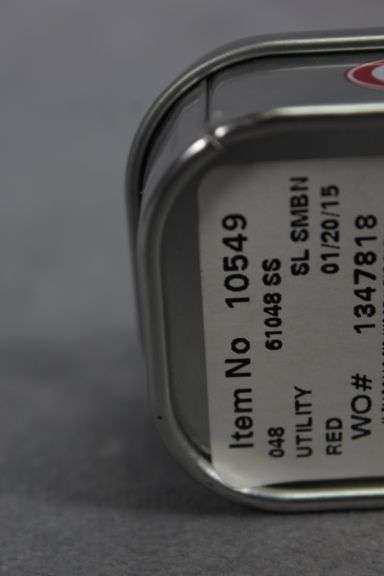 Item No 10549
048 61048 SS
UTILITY SL SMBN
RED 01/20/15
WO# 1347818